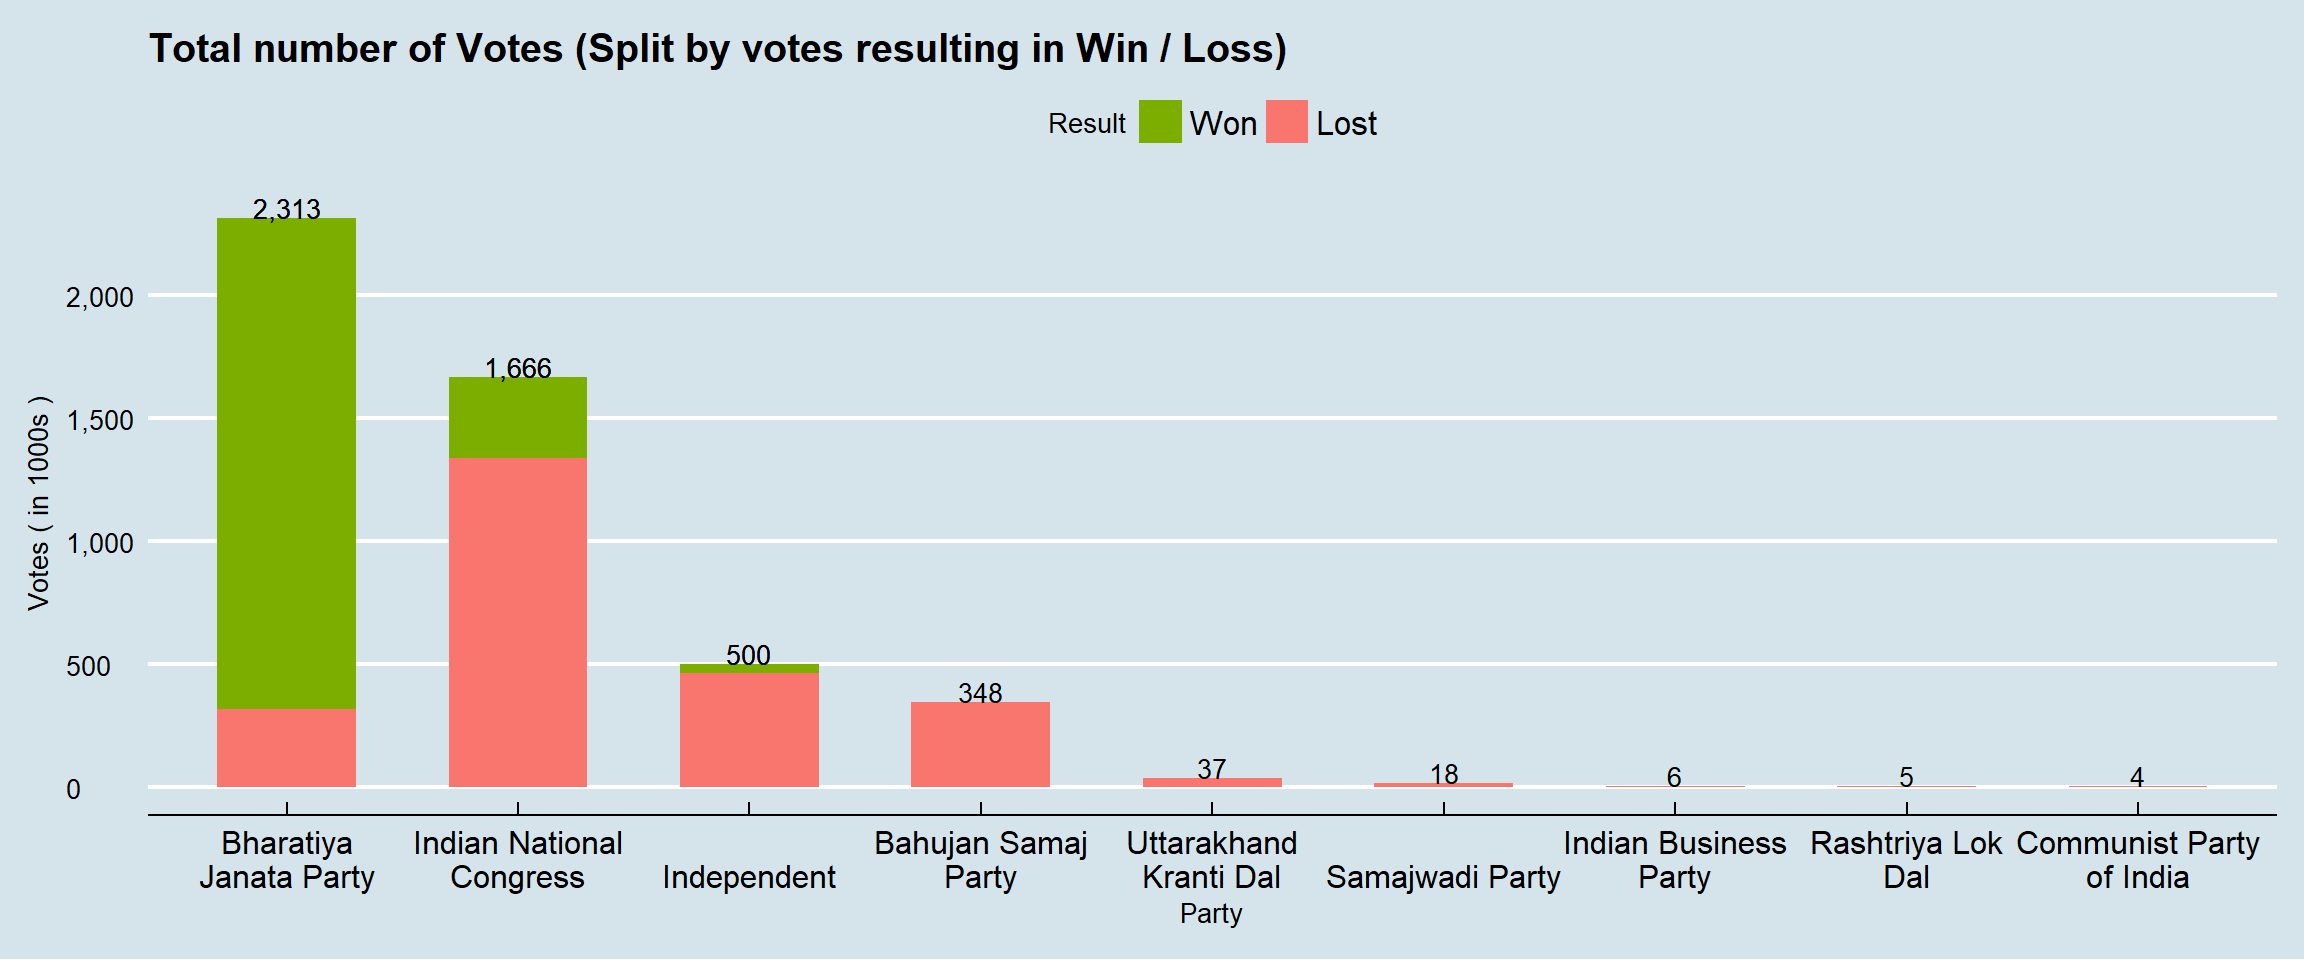 Total number of Votes (Split by votes resulting in Win / Loss)
Result Won Lost
2,313
2,000
1,666
1,500
Votes ( in 1000s )
1,000
500
500
348
37
18
6
5
4
0
Bharatiya
Janata Party
Indian National
Congress
Independent
Bahujan Samaj
Party
Uttarakhand
Kranti Dal
Samajwadi Party
Indian Business
Party
Rashtriya Lok
Dal
Communist Party
of India
Party